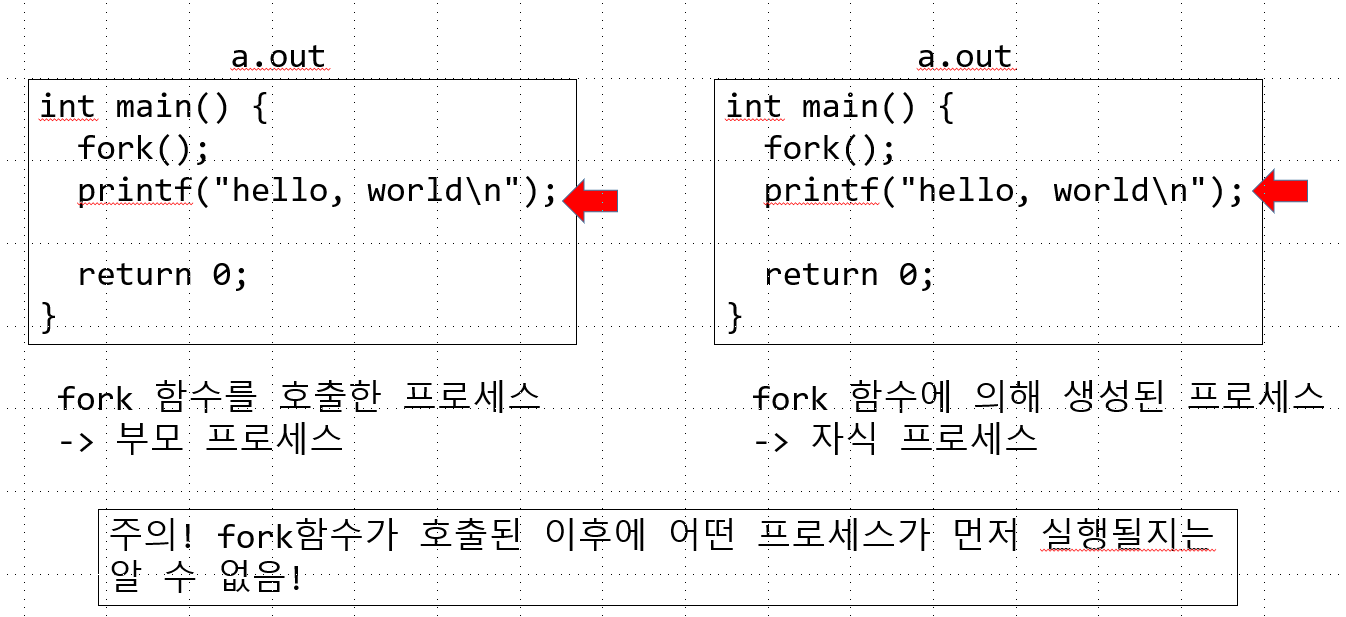 a.out
int main() {
fork();
printf("hello, world\n");
return 0;
}
fork 함수를 호출한 프로세스
-> 부모 프로세스
a.out
int main() {
fork();
printf("hello, world\n");
return 0;
}
fork 함수에 의해 생성된 프로세스
-> 자식 프로세스
주의! fork함수가 호출된 이후에 어떤 프로세스가 먼저 실행될지는
알 수 없음!